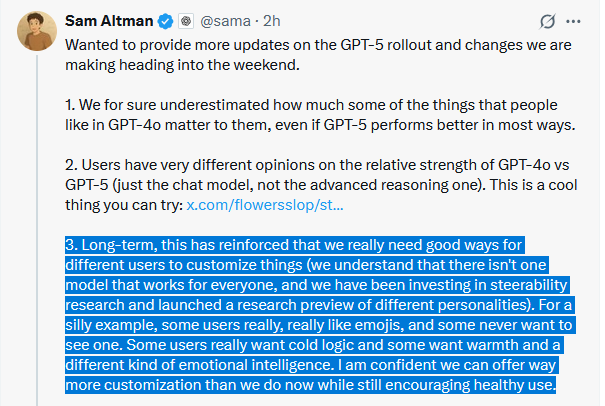 Sam Altman @sama · 2h
Wanted to provide more updates on the GPT-5 rollout and changes we are
making heading into the weekend.
1. We for sure underestimated how much some of the things that people
like in GPT-4o matter to them, even if GPT-5 performs better in most ways.
2. Users have very different opinions on the relative strength of GPT-4o vs
GPT-5 (just the chat model, not the advanced reasoning one). This is a cool
thing you can try: x.com/flowersslop/st...
3. Long-term, this has reinforced that we really need good ways for
different users to customize things (we understand that there isn't one
model that works for everyone, and we have been investing in steerability
research and launched a research preview of different personalities). For a
silly example, some users really, really like emojis, and some never want to
see one. Some users really want cold logic and some want warmth and a
different kind of emotional intelligence. I am confident we can offer way
more customization than we do now while still encouraging healthy use.